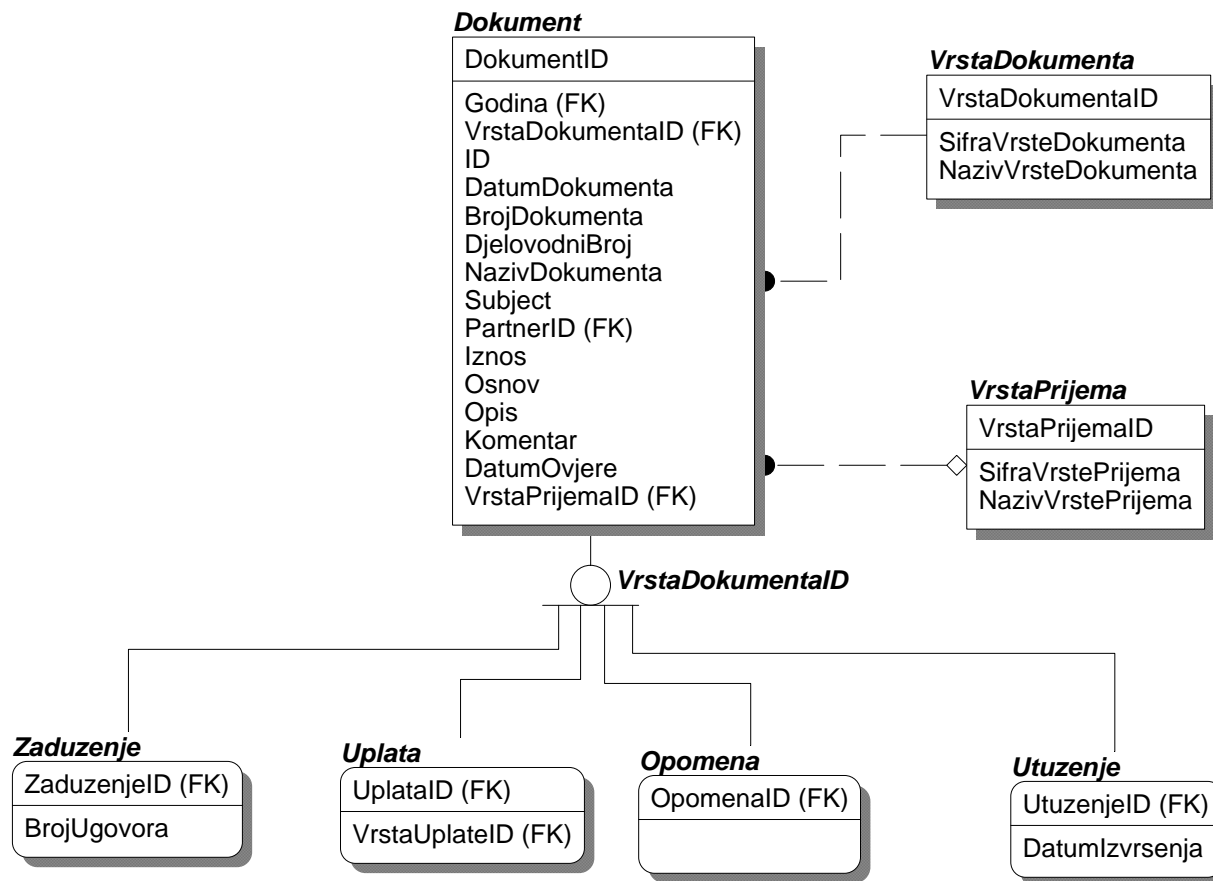 Dokument
DokumentID
Godina (FK)
VrstaDokumentaID (FK)
ID
DatumDokumenta
BrojDokumenta
DjelovodniBroj
NazivDokumenta
Subject
PartnerID (FK)
Iznos
Osnov
Opis
Komentar
DatumOvjere
VrstaPrijemaID (FK)
VrstaDokumenta
VrstaDokumentaID
SifraVrsteDokumenta
NazivVrsteDokumenta
VrstaPrijema
VrstaPrijemaID
SifraVrstePrijema
NazivVrstePrijema
VrstaDokumentaID
Zaduzenje
ZaduzenjeID (FK)
BrojUgovora
Uplata
UplataID (FK)
VrstaUplateID (FK)
Opomena
OpomenaID (FK)
Utuzenje
UtuzenjeID (FK)
DatumIzvrsenja